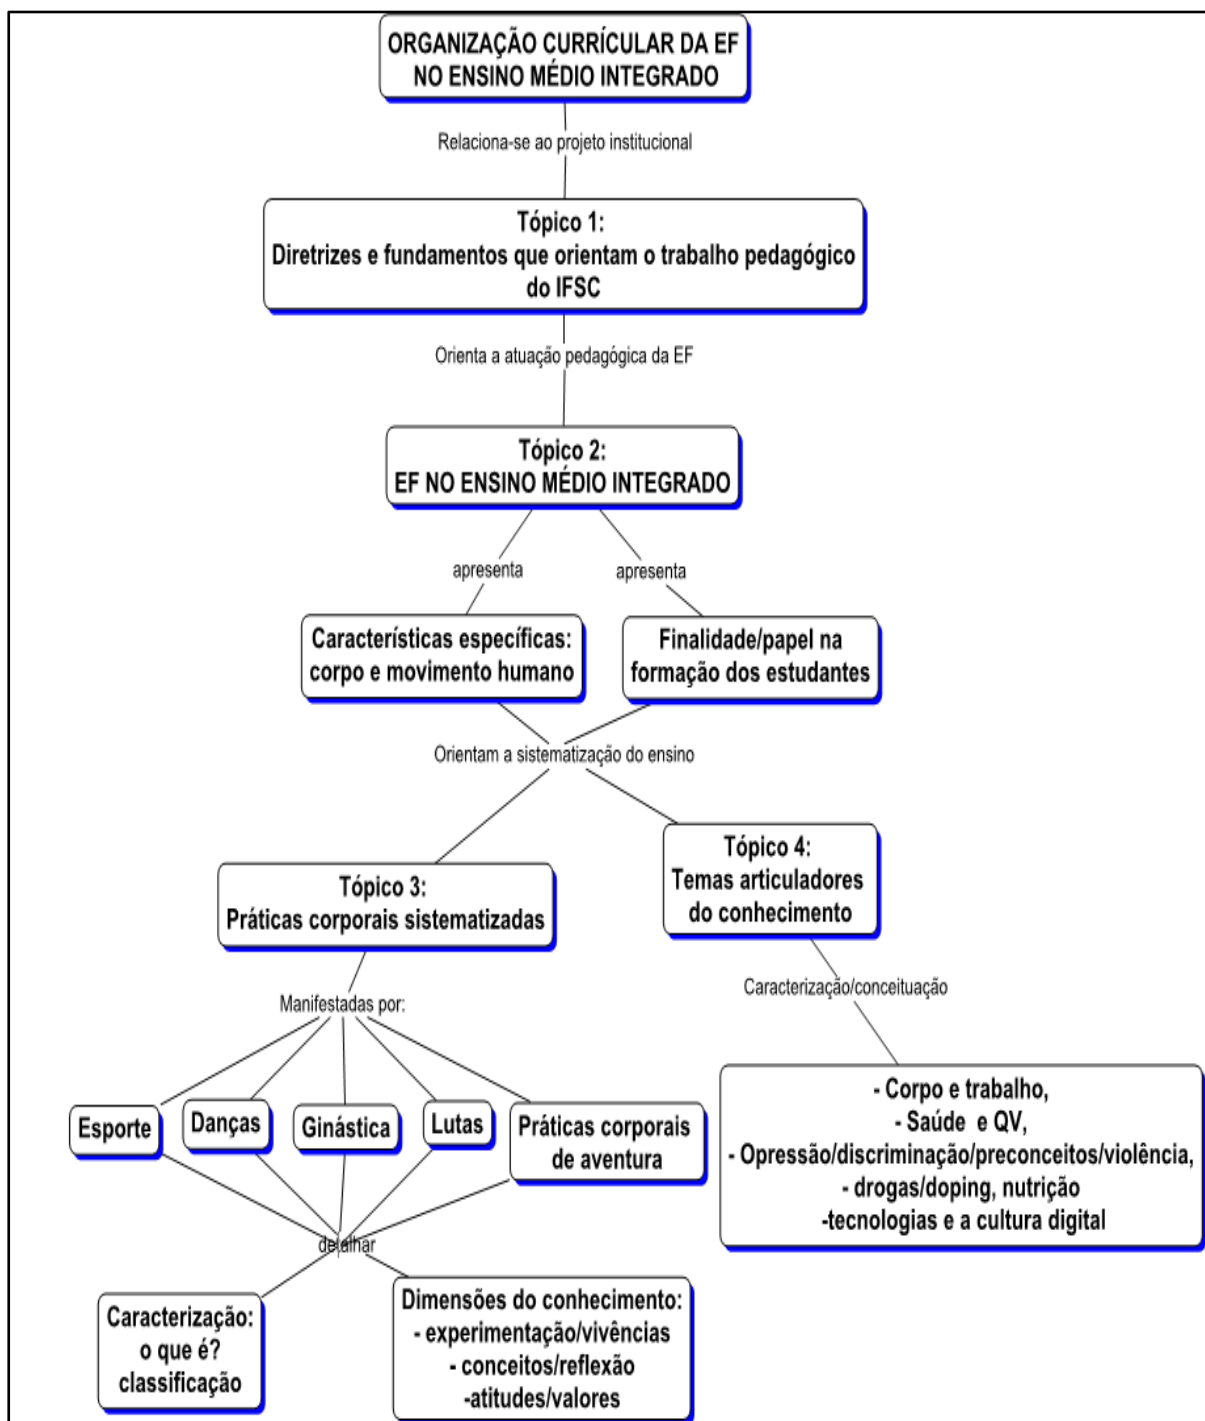 ORGANIZAÇÃO CURRÍCULAR DA EF
NO ENSINO MÉDIO INTEGRADO
Relaciona-se ao projeto institucional
Tópico 1:
Diretrizes e fundamentos que orientam o trabalho pedagógico
do IFSC
Orienta a atuação pedagógica da EF
Tópico 2:
EF NO ENSINO MÉDIO INTEGRADO
apresenta
apresenta
Características específicas:
corpo e movimento humano
Finalidade/papel na
formação dos estudantes
Orientam a sistematização do ensino
Tópico 3:
Práticas corporais sistematizadas
Tópico 4:
Temas articuladores
do conhecimento
Manifestadas por:
Caracterização/conceituação
Esporte
Danças
Ginástica
Lutas
Práticas corporais
de aventura
- Corpo e trabalho,
- Saúde e QV,
- Opressão/discriminação/preconceitos/violência,
- drogas/doping, nutrição
-tecnologias e a cultura digital
detalhar
Caracterização:
o que é?
classificação
Dimensões do conhecimento:
- experimentação/vivências
- conceitos/reflexão
-atitudes/valores